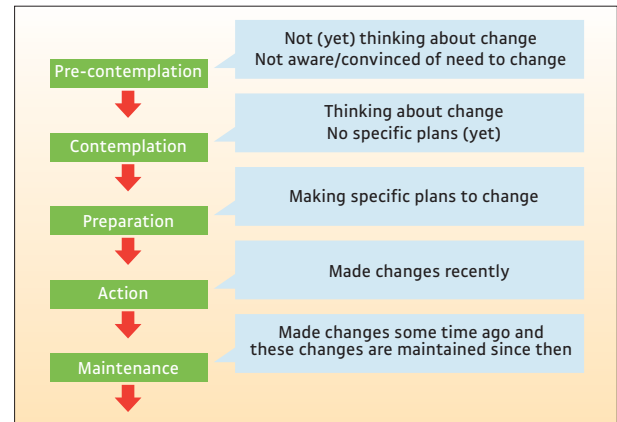 Not (yet) thinking about change
Pre-contemplation
Not aware/convinced of need to change
Thinking about change
Contemplation
No specific plans (yet)
Preparation
Making specific plans to change
Action
Made changes recently
Maintenance
Made changes some time ago and
these changes are maintained since then